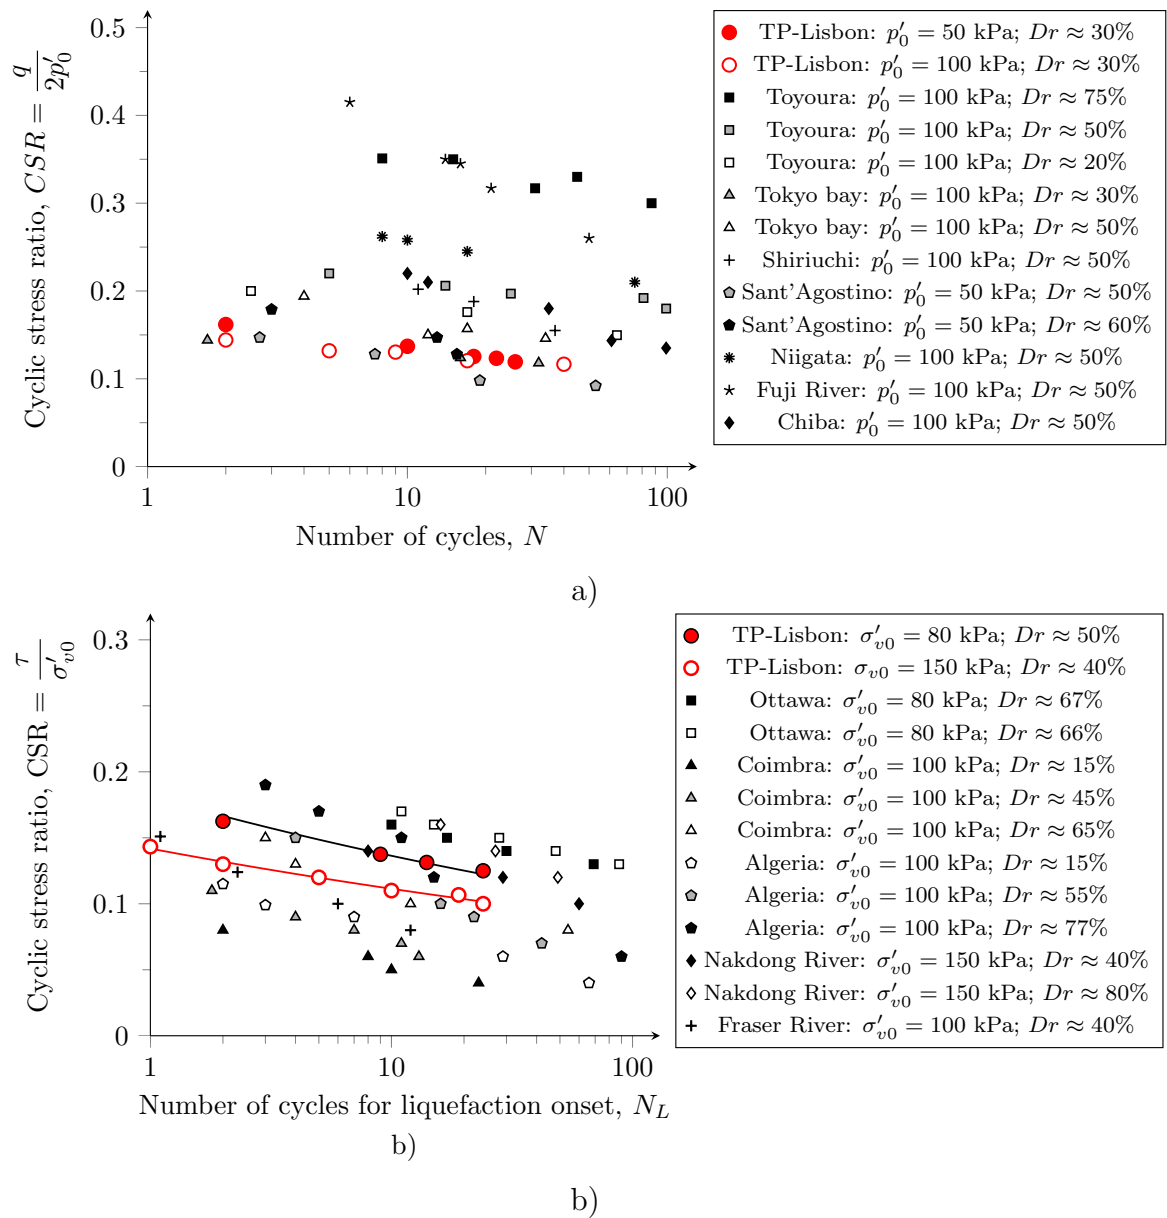 0.5
0.4
0.3
0.2
0.1
0
1
10
100
Cyclic stress ratio, CSR = q/2p′0
Number of cycles, N
TP-Lisbon: p′0 = 50 kPa; Dr ≈ 30%
TP-Lisbon: p′0 = 100 kPa; Dr ≈ 30%
Toyoura: p′0 = 100 kPa; Dr ≈ 75%
Toyoura: p′0 = 100 kPa; Dr ≈ 50%
Toyoura: p′0 = 100 kPa; Dr ≈ 20%
Tokyo bay: p′0 = 100 kPa; Dr ≈ 30%
Tokyo bay: p′0 = 100 kPa; Dr ≈ 50%
Shiriuchi: p′0 = 100 kPa; Dr ≈ 50%
Sant'Agostino: p′0 = 50 kPa; Dr ≈ 50%
Sant'Agostino: p′0 = 50 kPa; Dr ≈ 60%
Niigata: p′0 = 100 kPa; Dr ≈ 50%
Fuji River: p′0 = 100 kPa; Dr ≈ 50%
Chiba: p′0 = 100 kPa; Dr ≈ 50%
a)
0.3
0.2
0.1
0
1
10
100
Cyclic stress ratio, CSR = τ/σ′v0
Number of cycles for liquefaction onset, NL
TP-Lisbon: σ′v0 = 80 kPa; Dr ≈ 50%
TP-Lisbon: σv0 = 150 kPa; Dr ≈ 40%
Ottawa: σ′v0 = 80 kPa; Dr ≈ 67%
Ottawa: σ′v0 = 80 kPa; Dr ≈ 66%
Coimbra: σ′v0 = 100 kPa; Dr ≈ 15%
Coimbra: σ′v0 = 100 kPa; Dr ≈ 45%
Coimbra: σ′v0 = 100 kPa; Dr ≈ 65%
Algeria: σ′v0 = 100 kPa; Dr ≈ 15%
Algeria: σ′v0 = 100 kPa; Dr ≈ 55%
Algeria: σ′v0 = 100 kPa; Dr ≈ 77%
Nakdong River: σ′v0 = 150 kPa; Dr ≈ 40%
Nakdong River: σ′v0 = 150 kPa; Dr ≈ 80%
Fraser River: σ′v0 = 100 kPa; Dr ≈ 40%
b)
b)